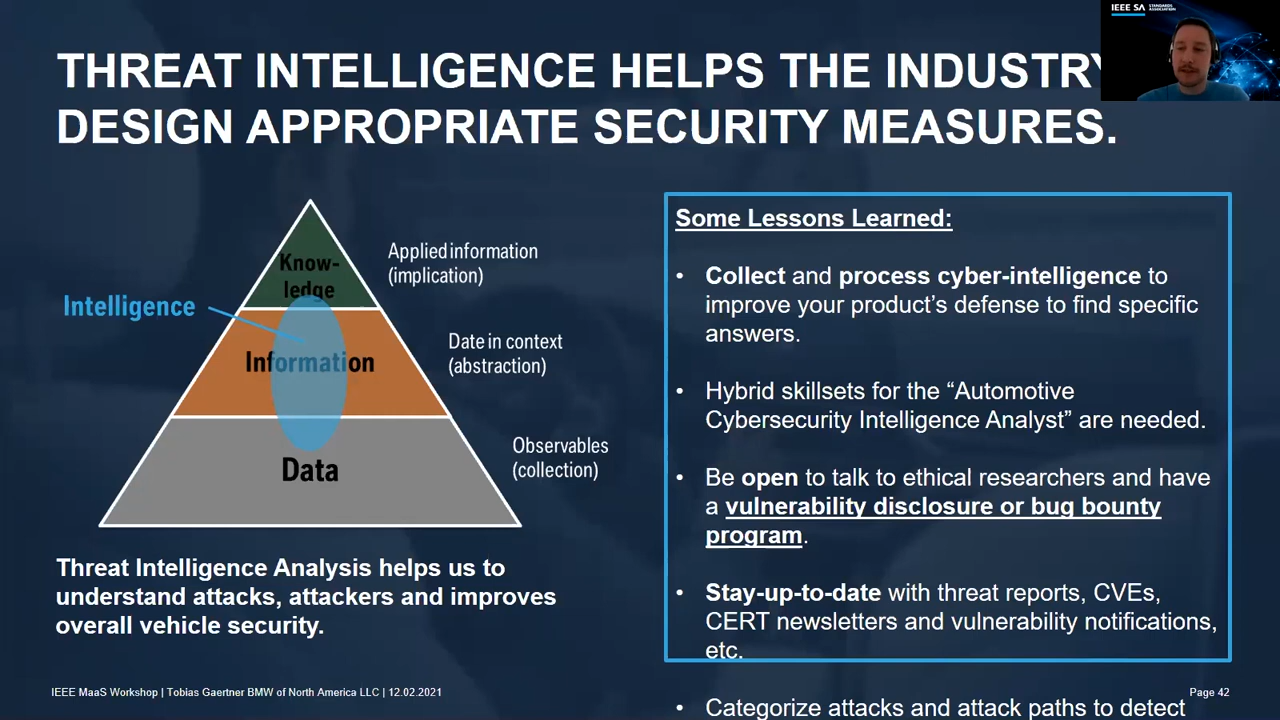 IEEE SA STANDARDS ASSOCIATION
THREAT INTELLIGENCE HELPS THE INDUSTRY
DESIGN APPROPRIATE SECURITY MEASURES.
Know-
ledge
Applied information
(implication)
Intelligence
Information
Date in context
(abstraction)
Data
Observables
(collection)
Threat Intelligence Analysis helps us to
understand attacks, attackers and improves
overall vehicle security.
Some Lessons Learned:
• Collect and process cyber-intelligence to
improve your product's defense to find specific
answers.
• Hybrid skillsets for the “Automotive
Cybersecurity Intelligence Analyst” are needed.
• Be open to talk to ethical researchers and have
a vulnerability disclosure or bug bounty
program.
• Stay-up-to-date with threat reports, CVEs,
CERT newsletters and vulnerability notifications,
etc.
• Categorize attacks and attack paths to detect
IEEE MaaS Workshop | Tobias Gaertner BMW of North America LLC | 12.02.2021
Page 42